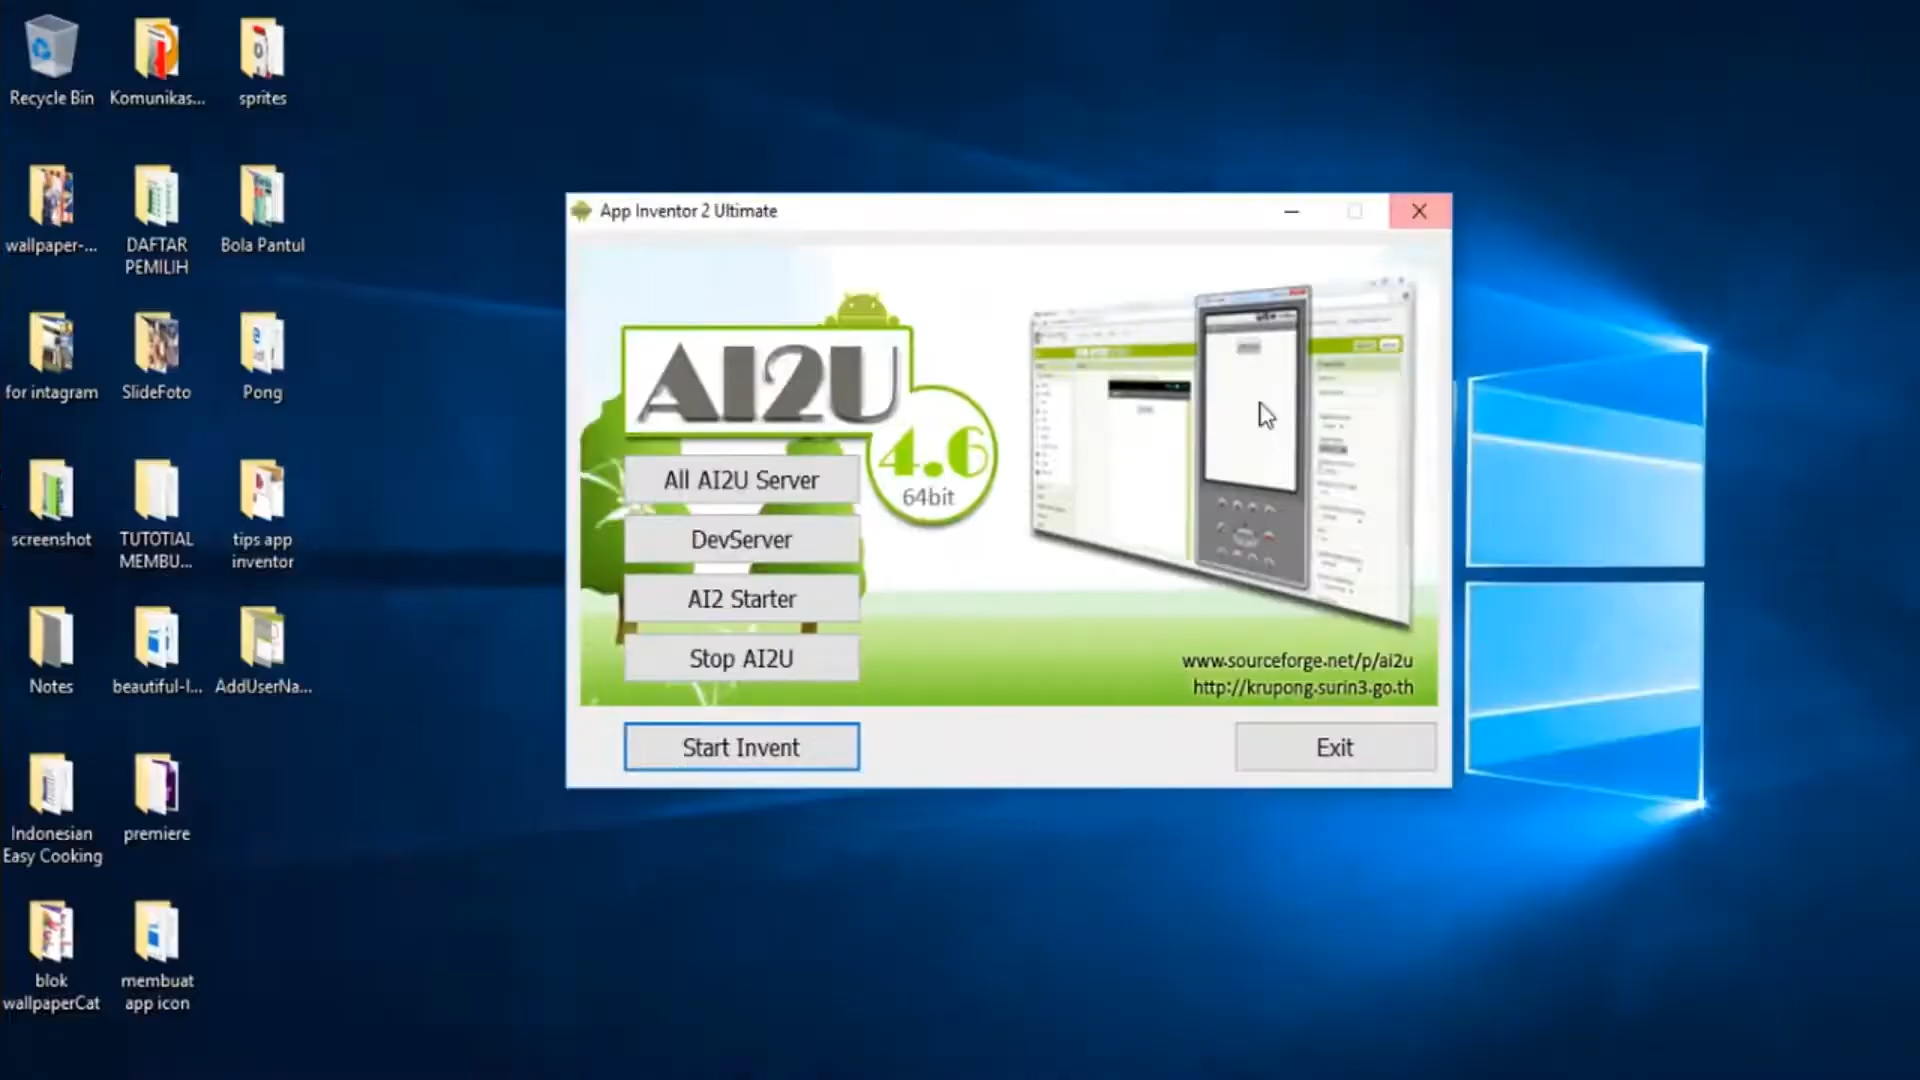 Recycle Bin
Komunikas...
sprites
wallpaper-...
DAFTAR
PEMILIH
Bola Pantul
for intagram
SlideFoto
Pong
screenshot
TUTOTIAL
MEMBU...
tips app
inventor
Notes
beautiful-l...
AddUserNa...
Indonesian
Easy Cooking
premiere
blok
wallpaperCat
membuat
app icon
App Inventor 2 Ultimate
AI2U
4.6
64bit
All AI2U Server
DevServer
AI2 Starter
Stop AI2U
www.sourceforge.net/p/ai2u
http://krupong.surin3.go.th
Start Invent
Exit